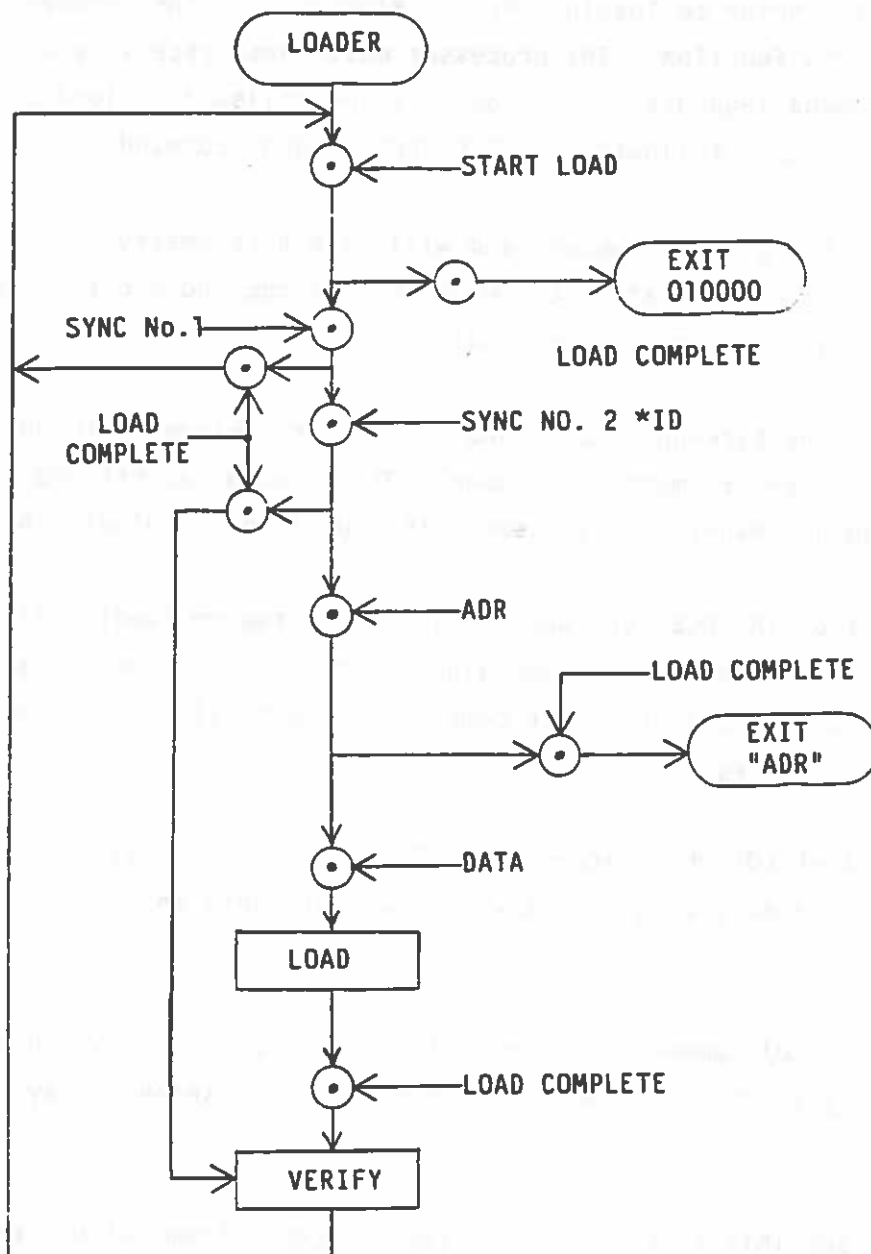 LOADER
START LOAD
EXIT
010000
SYNC No.1
LOAD COMPLETE
LOAD
COMPLETE
SYNC NO. 2 *ID
ADR
LOAD COMPLETE
EXIT
"ADR"
DATA
LOAD
LOAD COMPLETE
VERIFY